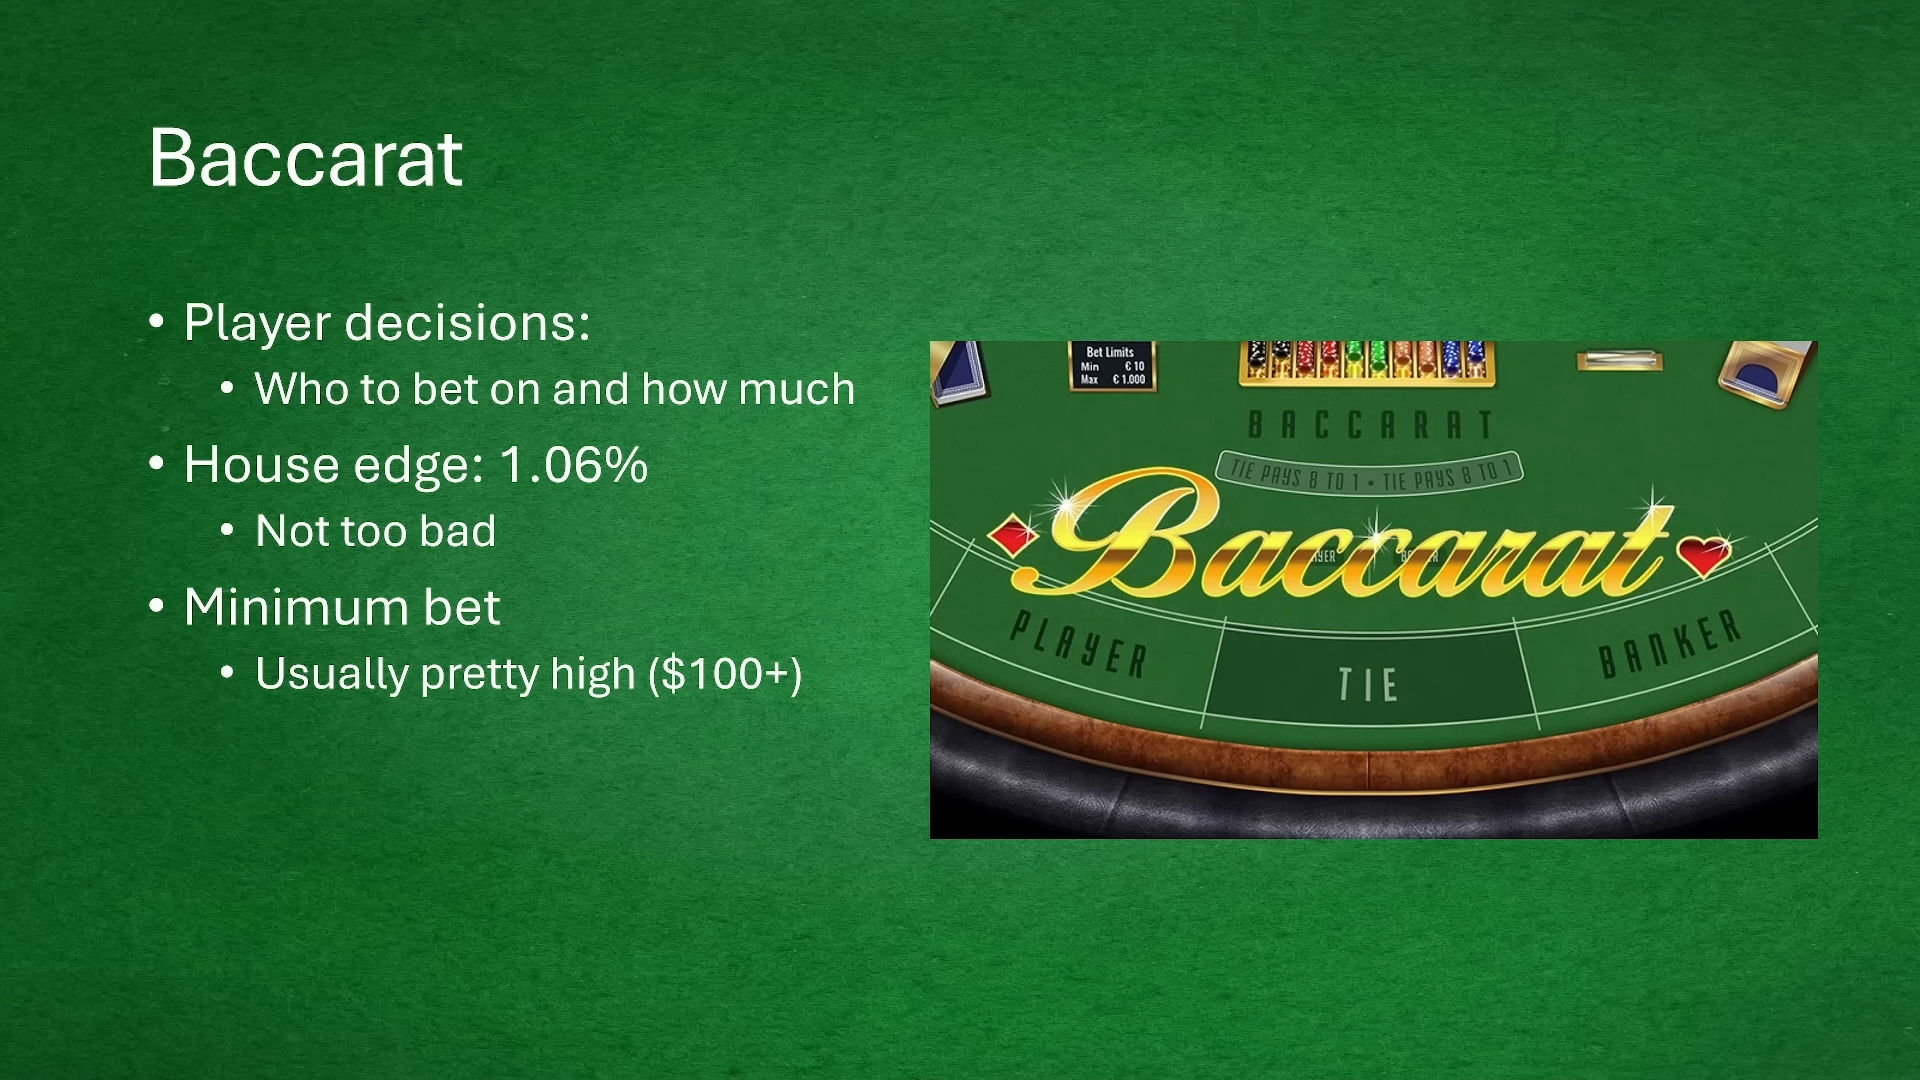 Baccarat
• Player decisions:
• Who to bet on and how much
• House edge: 1.06%
• Not too bad
• Minimum bet
• Usually pretty high ($100+)
Bet Limits
Min € 10
Max € 1.000
BACCARAT
TIE PAYS 8 TO 1 • TIE PAYS 8 TO 1
Baccarat
PLAYER
TIE
BANKER